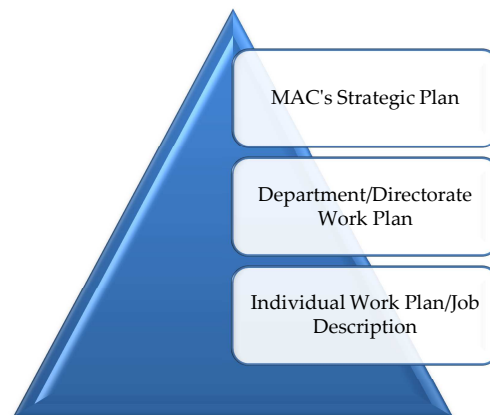 MAC's Strategic Plan
Department/Directorate
Work Plan
Individual Work Plan/Job
Description